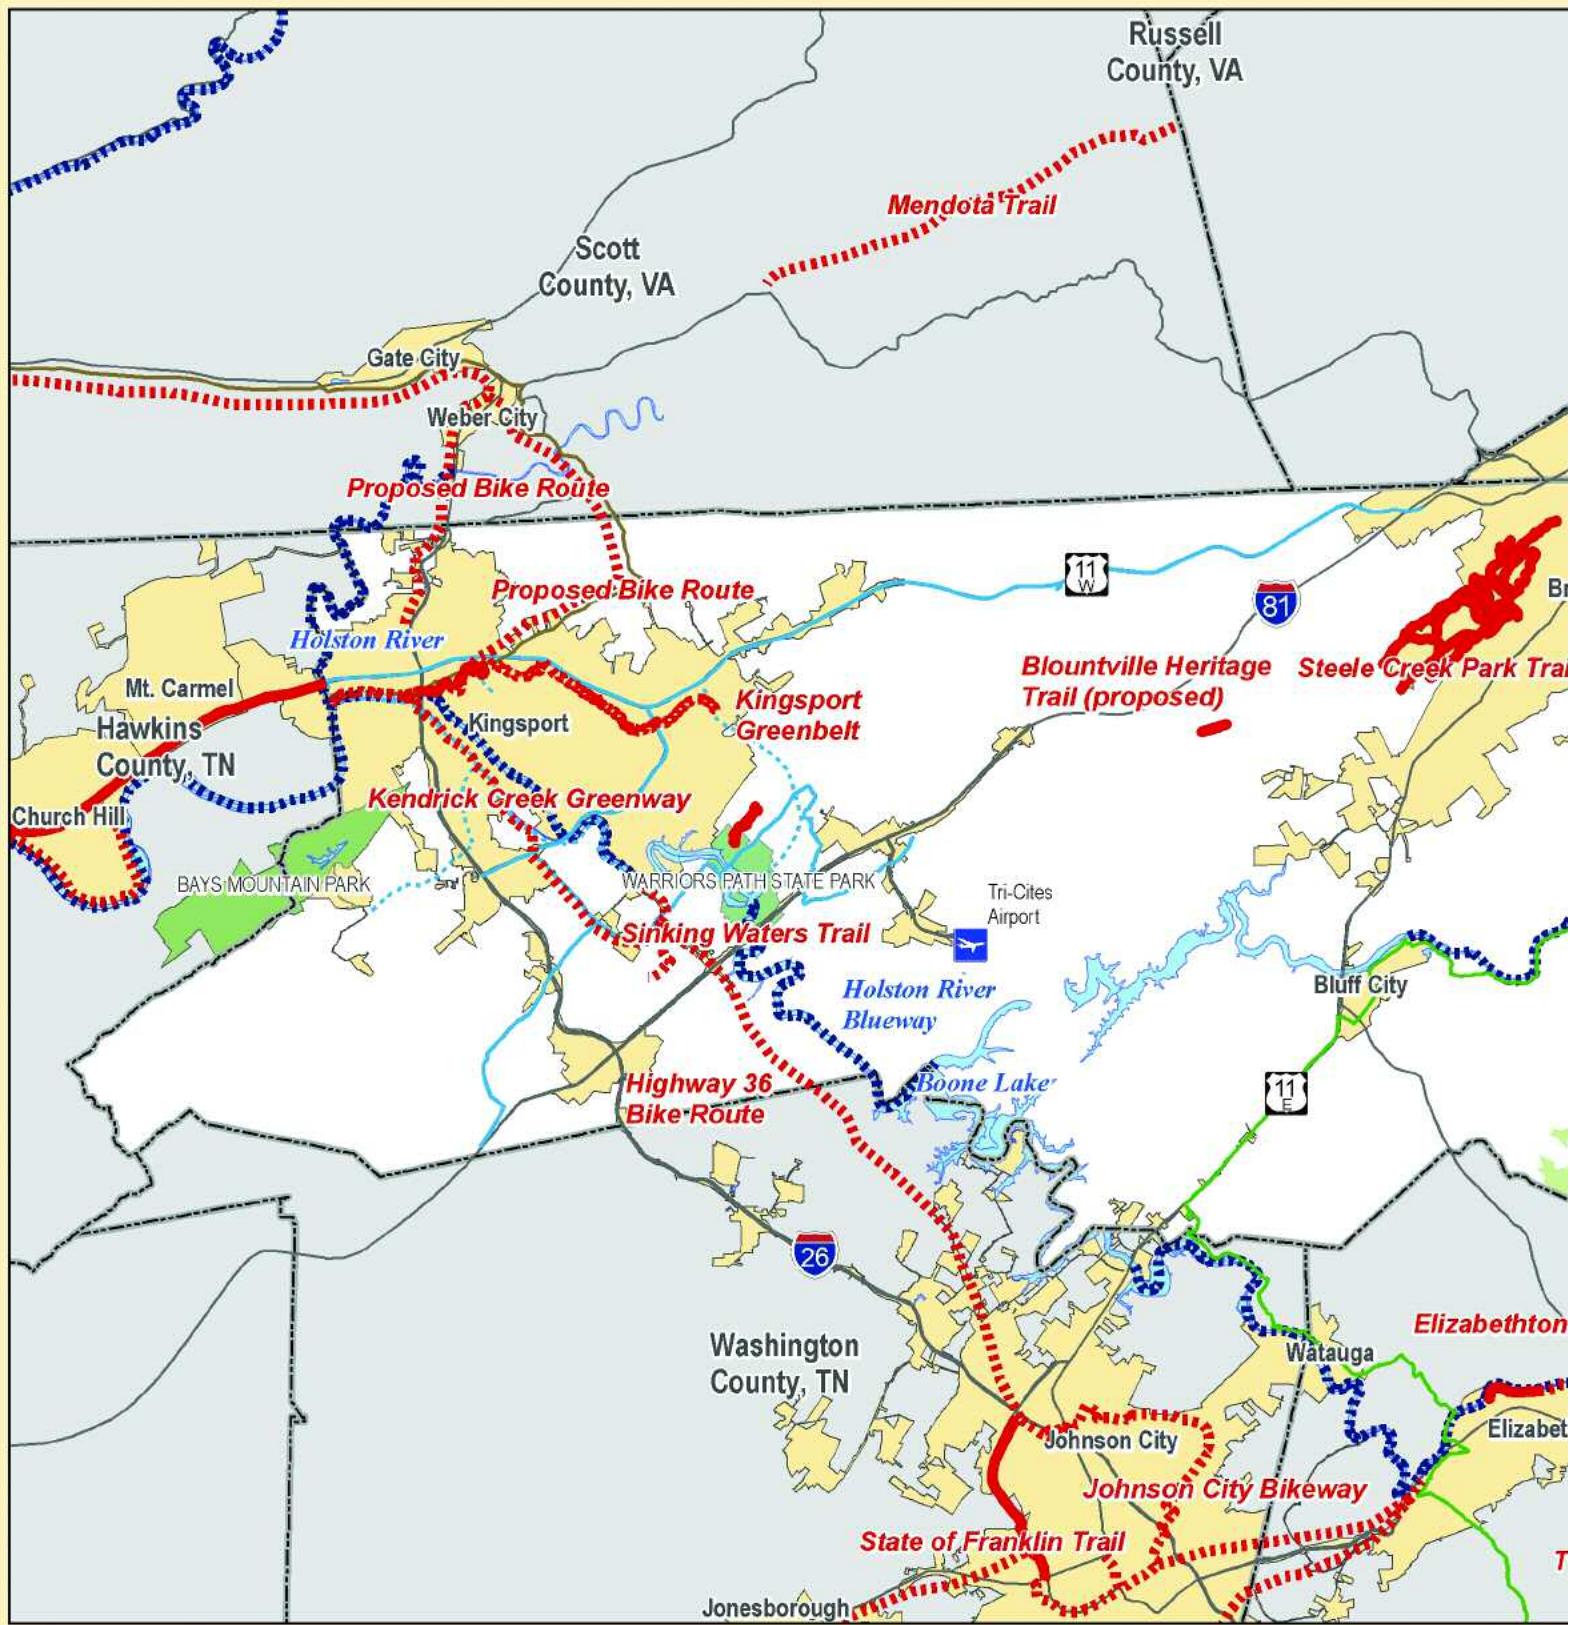 Russell
County, VA
Mendota Trail
Scott
County, VA
Gate City
Weber City
Proposed Bike Route
11
W
Proposed Bike Route
81
Br
Holston River
Blountville Heritage
Trail (proposed)
Steele Creek Park Trai
Mt. Carmel
Kingsport
Greenbelt
Hawkins
County, TN
Kingsport
Kendrick Creek Greenway
Church Hill
BAYS MOUNTAIN PARK
WARRIORS PATH STATE PARK
Tri-Cites
Airport
Sinking Waters Trail
Holston River
Blueway
Bluff City
Highway 36
Bike Route
Boone Lake
11
E
26
Washington
County, TN
Elizabethton
Watauga
Johnson City
Elizabet
Johnson City Bikeway
State of Franklin Trail
T
Jonesborough